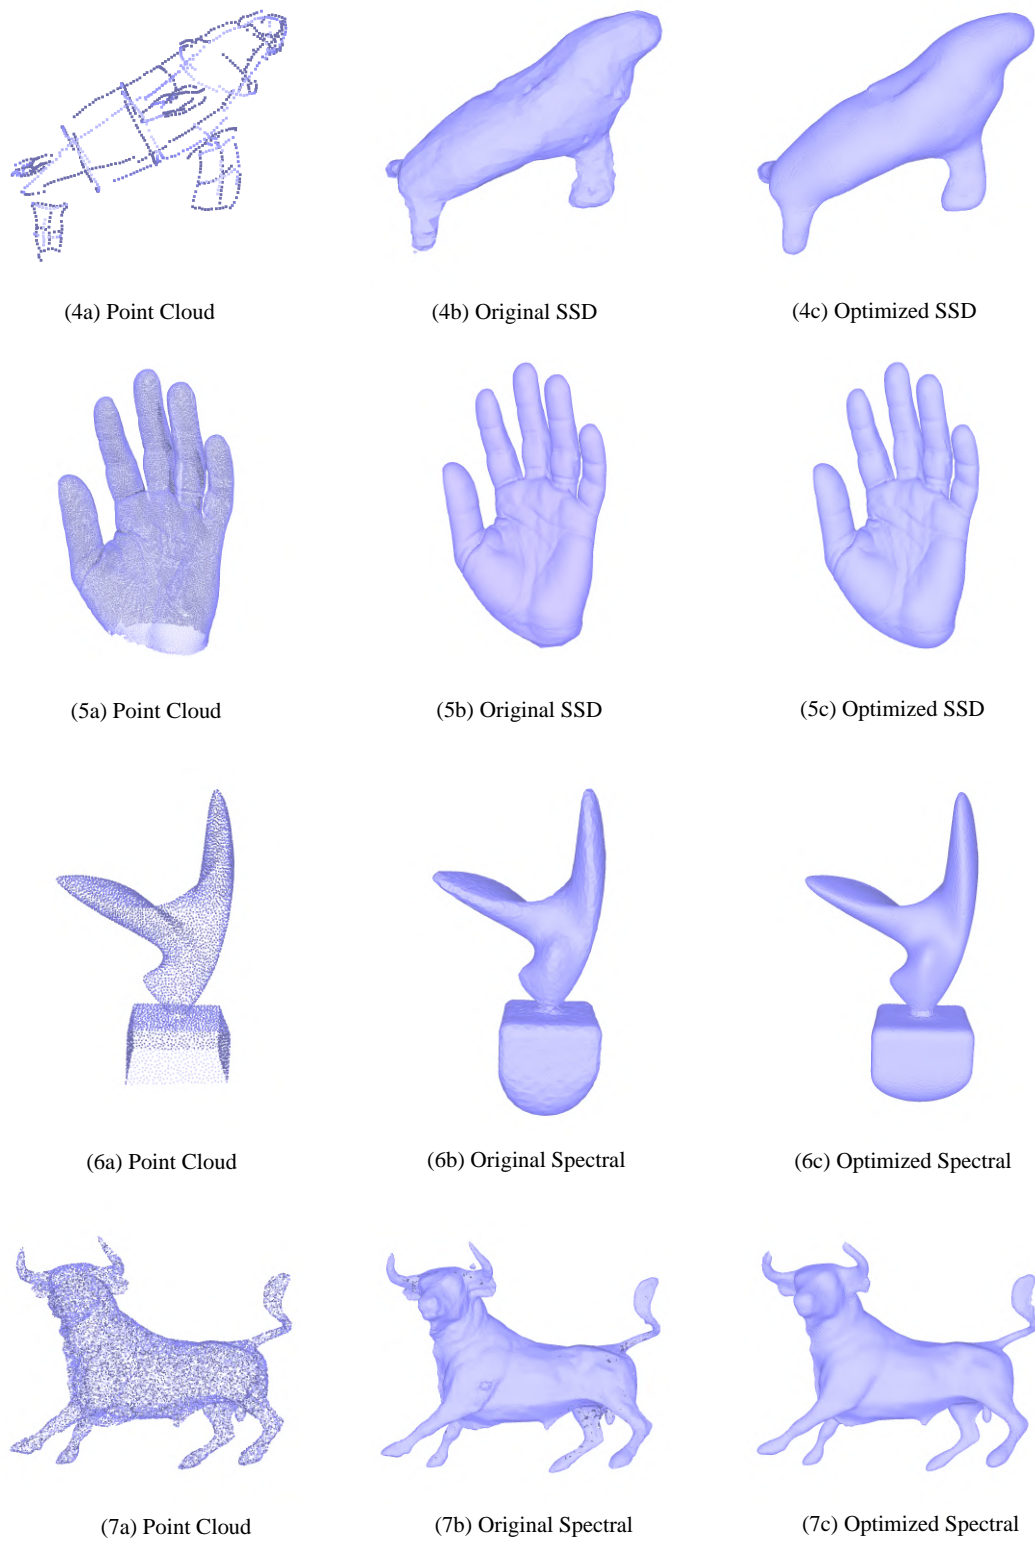 (4a) Point Cloud
(4b) Original SSD
(4c) Optimized SSD
(5a) Point Cloud
(5b) Original SSD
(5c) Optimized SSD
(6a) Point Cloud
(6b) Original Spectral
(6c) Optimized Spectral
(7a) Point Cloud
(7b) Original Spectral
(7c) Optimized Spectral